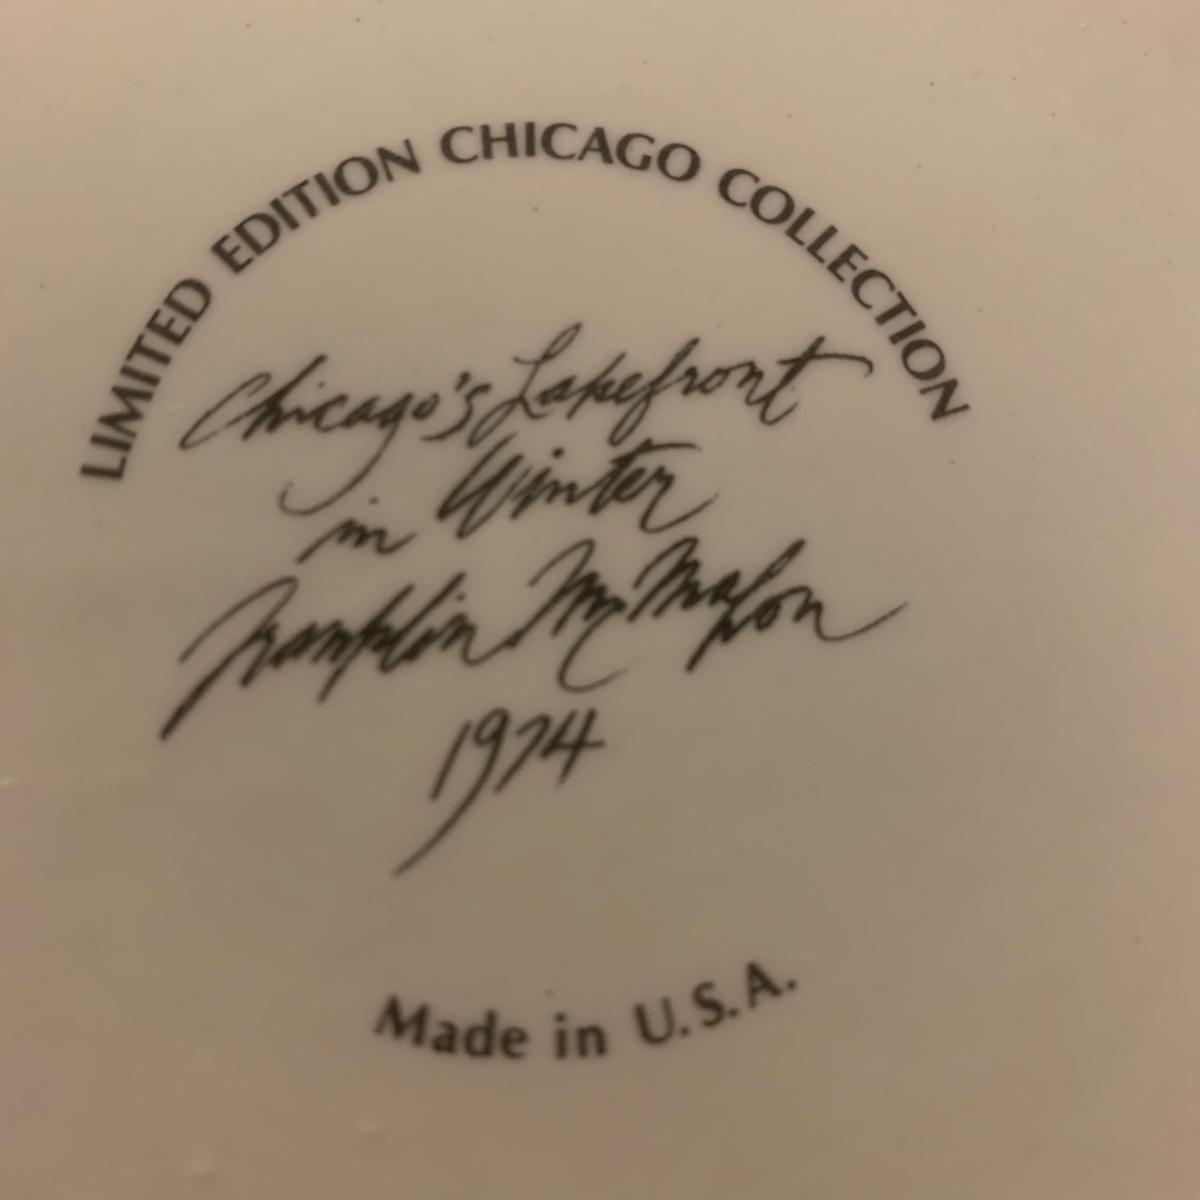 LIMITED EDITION CHICAGO COLLECTION
Chicago's Lakefront
in Winter
Franklin McMahon
1974
Made in U.S.A.